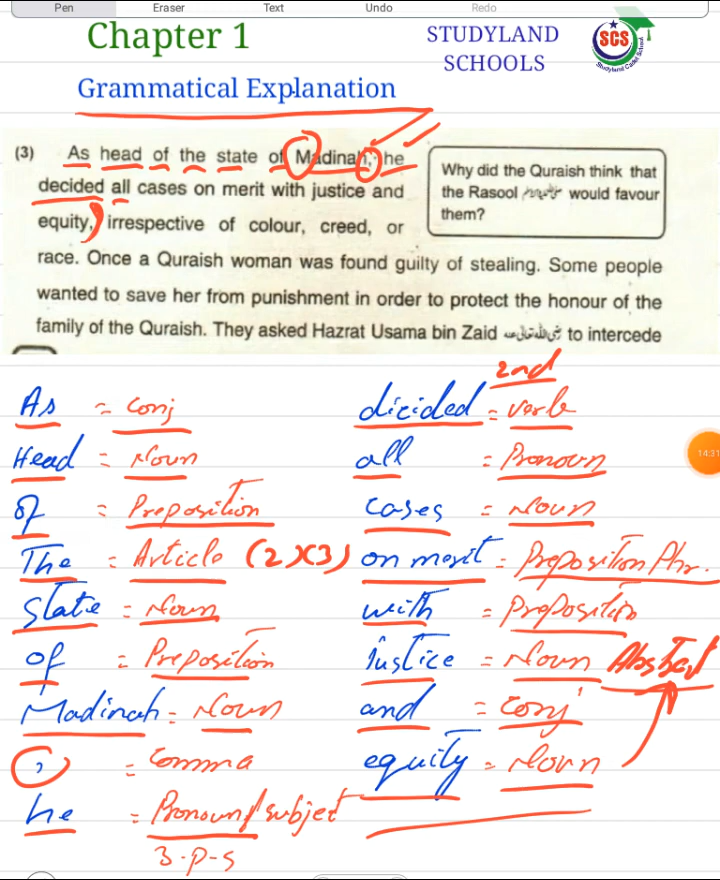 Pen Eraser Text Undo Redo
Chapter 1
STUDYLAND
SCHOOLS
SCS
Studyland Cadet School
Grammatical Explanation
(3) As head of the state of Madinah, he
decided all cases on merit with justice and
equity, irrespective of colour, creed, or
race. Once a Quraish woman was found guilty of stealing. Some people
wanted to save her from punishment in order to protect the honour of the
family of the Quraish. They asked Hazrat Usama bin Zaid to intercede
Why did the Quraish think that
the Rasool would favour
them?
As = Conj
Head = Noun
of = Preposition
The = Article (2x3)
State = Noun
of = Preposition
Madinah = Noun
, = Comma
he = Pronoun/subject
3-p-s
2nd
dicided = verb
all = Pronoun
Cases = Noun
on merit = Preposition Phr.
with = Preposition
Justice = Noun
and = Conj
equity = Noun
14:31